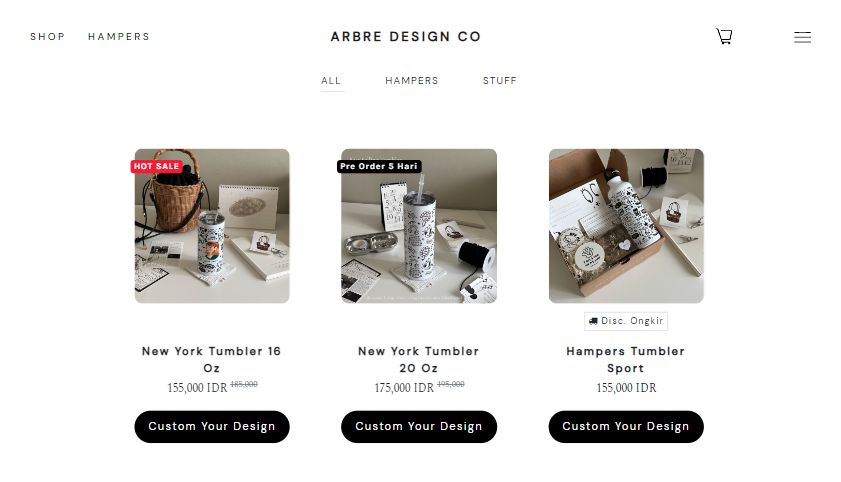 SHOP HAMPERS ARBRE DESIGN CO
ALL HAMPERS STUFF
HOT SALE
Pre Order 5 Hari
Disc. Ongkir
New York Tumbler 16
Oz
155,000 IDR 185,000
Custom Your Design
New York Tumbler
20 Oz
175,000 IDR 195,000
Custom Your Design
Hampers Tumbler
Sport
155,000 IDR
Custom Your Design